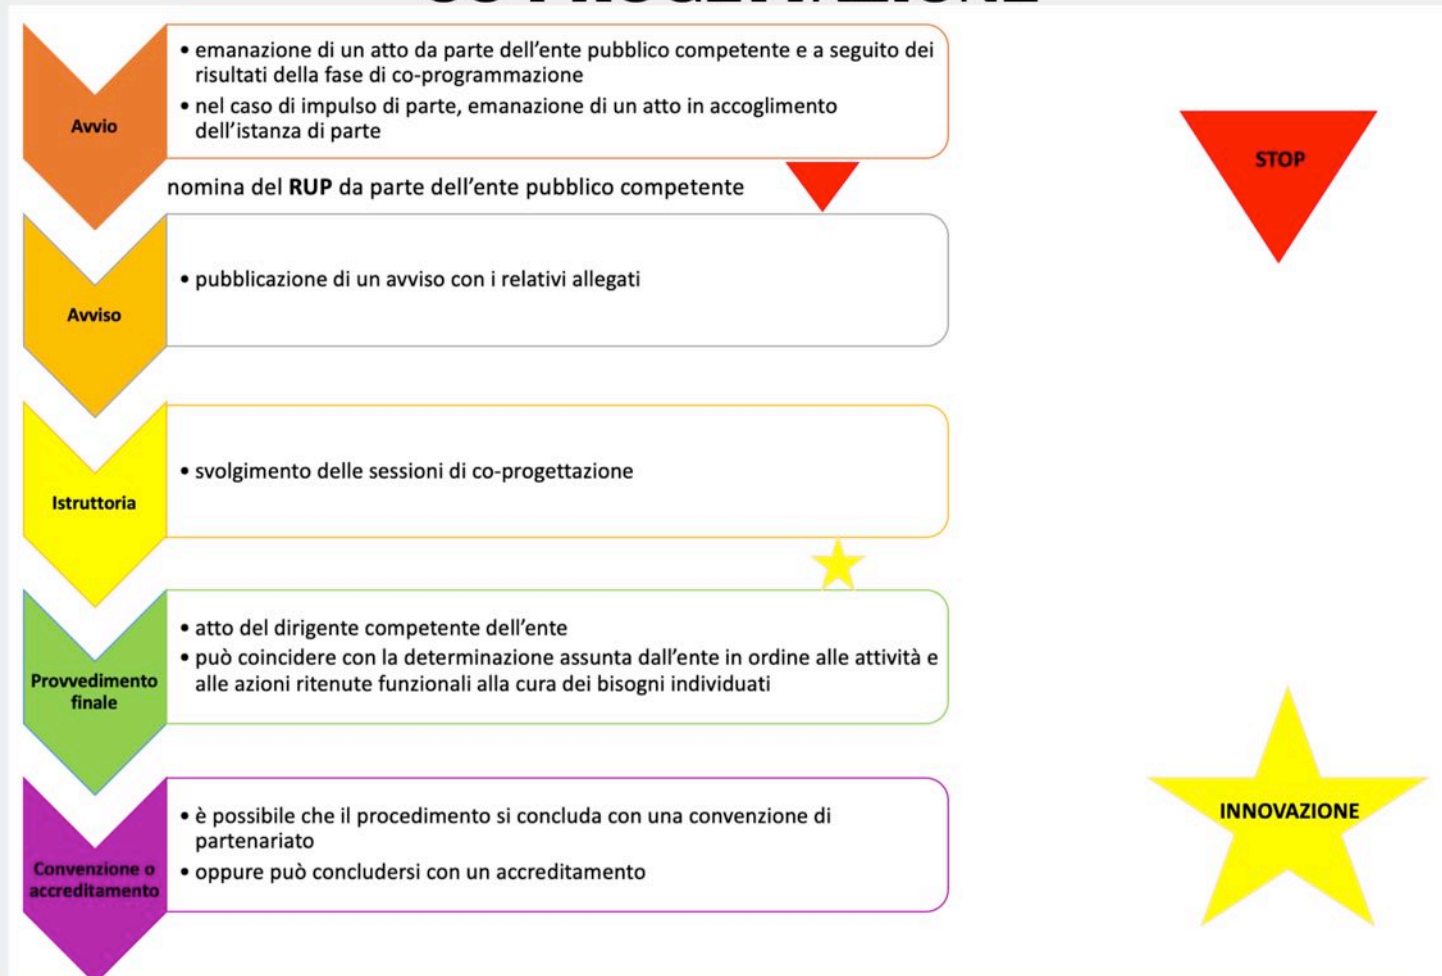 CO-PROGETTAZIONE
• emanazione di un atto da parte dell'ente pubblico competente e a seguito dei
risultati della fase di co-programmazione
• nel caso di impulso di parte, emanazione di un atto in accoglimento
dell'istanza di parte
Avvio
STOP
nomina del RUP da parte dell'ente pubblico competente
• pubblicazione di un avviso con i relativi allegati
Avviso
• svolgimento delle sessioni di co-progettazione
Istruttoria
• atto del dirigente competente dell'ente
• può coincidere con la determinazione assunta dall'ente in ordine alle attività e
alle azioni ritenute funzionali alla cura dei bisogni individuati
Provvedimento
finale
INNOVAZIONE
• è possibile che il procedimento si concluda con una convenzione di
partenariato
• oppure può concludersi con un accreditamento
Convenzione o
accreditamento